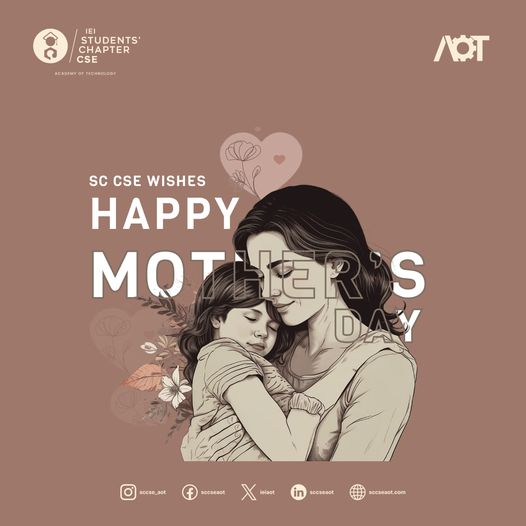 IEI
STUDENTS'
CHAPTER
CSE
ACADEMY OF TECHNOLOGY
AOT
SC CSE WISHES
HAPPY
MOTHER'S
DAY
sccse_aot
sccseaot
ieiaot
sccseaot
sccseaot.com